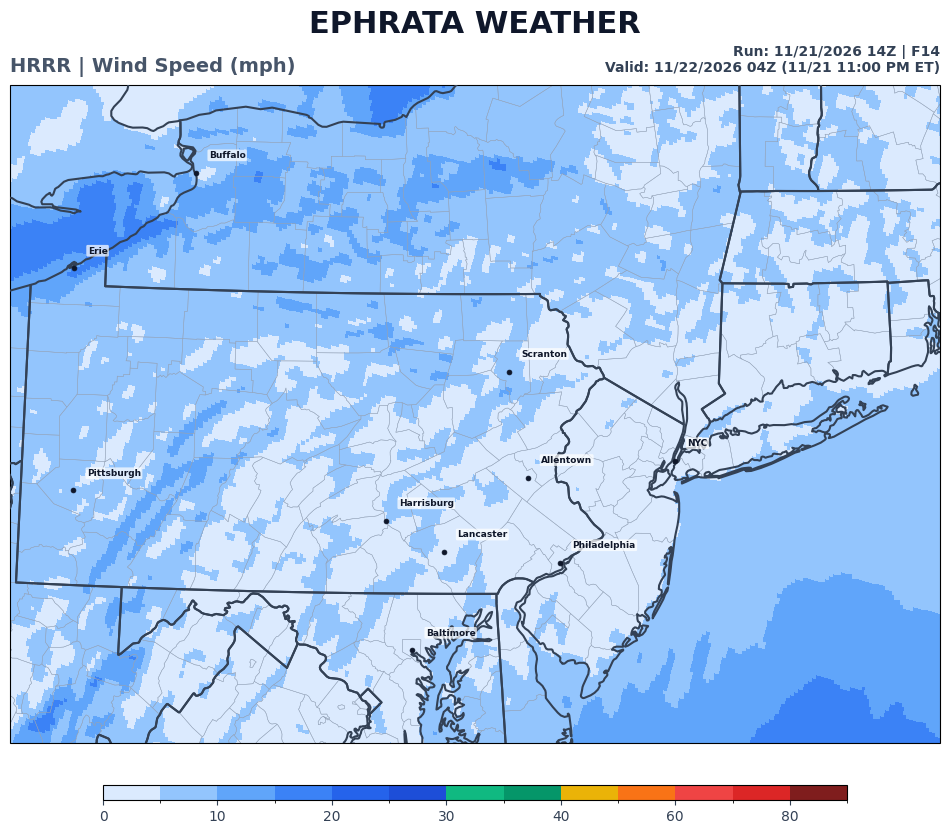 EPHRATA WEATHER
Run: 11/21/2026 14Z | F14
HRRR | Wind Speed (mph)
Valid: 11/22/2026 04Z (11/21 11:00 PM ET)
Buffalo
Erie
Scranton
NYC
Allentown
Pittsburgh
Harrisburg
Lancaster
Philadelphia
Baltimore
0 10 20 30 40 60 80